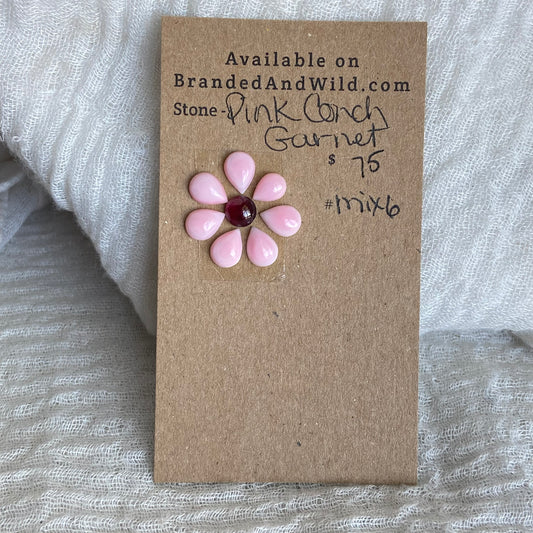 Available on
BrandedAndWild.com
Stone - Pink Conch
Garnet
$ 75
#mix6